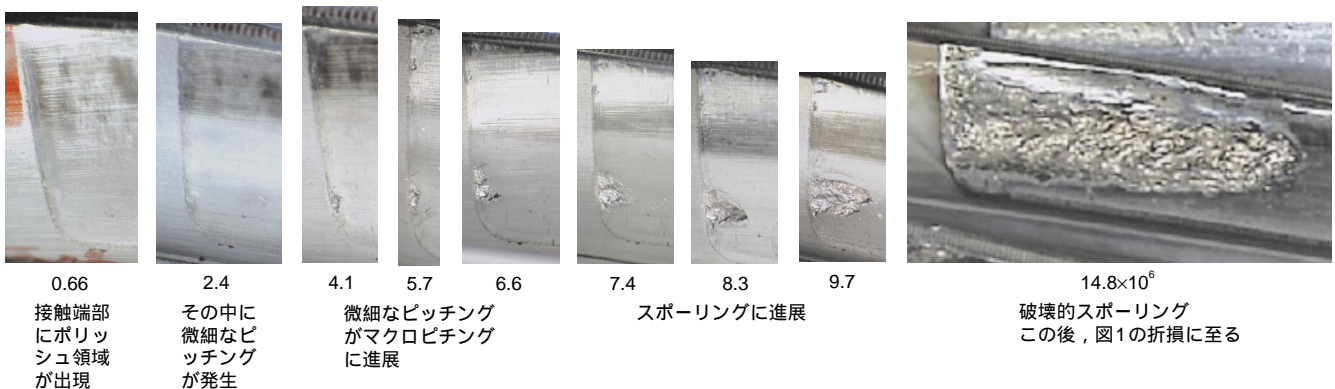 0.66
2.4
4.1
5.7
6.6
7.4
8.3
9.7
14.8×10⁶
接触端部
にポリッ
シュ領域
が出現
その中に
微細なピ
ッチング
が発生
微細なピッチング
がマクロピチング
に進展
スポーリングに進展
破壊的スポーリング
この後，図1の折損に至る